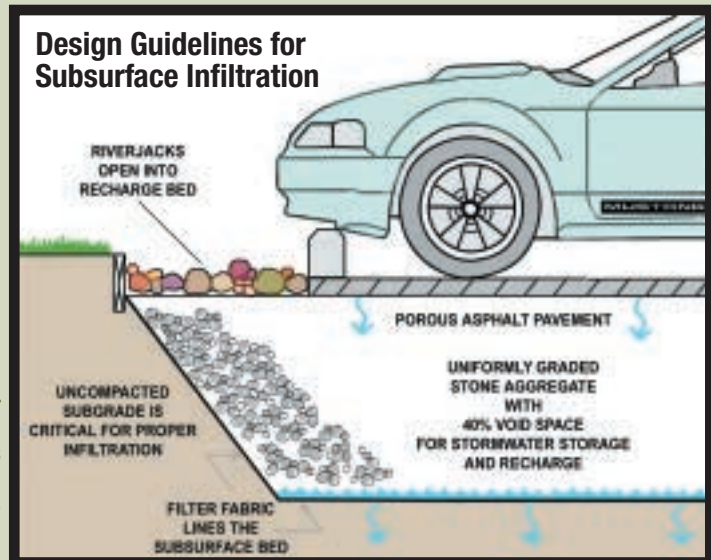 Design Guidelines for
Subsurface Infiltration
RIVERJACKS
OPEN INTO
RECHARGE BED
MUSTANG
POROUS ASPHALT PAVEMENT
UNIFORMLY GRADED
STONE AGGREGATE
WITH
40% VOID SPACE
FOR STORMWATER STORAGE
AND RECHARGE
UNCOMPACTED
SUBGRADE IS
CRITICAL FOR PROPER
INFILTRATION
FILTER FABRIC
LINES THE
SUBSURFACE BED